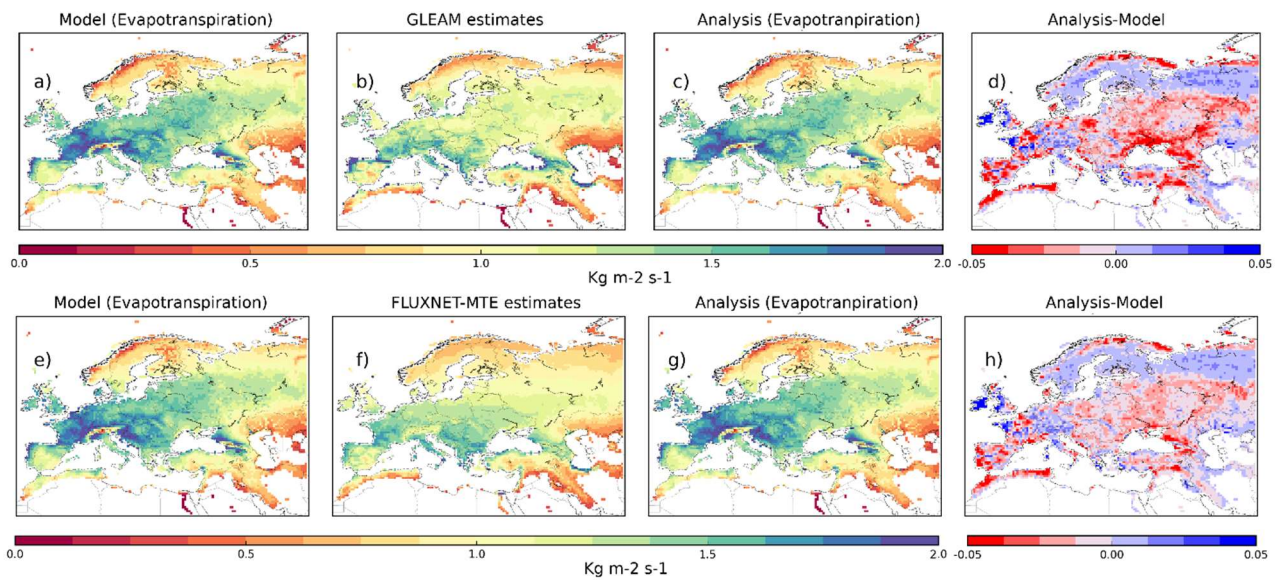 Model (Evapotranspiration)
GLEAM estimates
Analysis (Evapotranpiration)
Analysis-Model
a)
b)
c)
d)
0.0
0.5
1.0
1.5
2.0
-0.05
0.00
0.05
Kg m-2 s-1
Model (Evapotranspiration)
FLUXNET-MTE estimates
Analysis (Evapotranpiration)
Analysis-Model
e)
f)
g)
h)
0.0
0.5
1.0
1.5
2.0
-0.05
0.00
0.05
Kg m-2 s-1